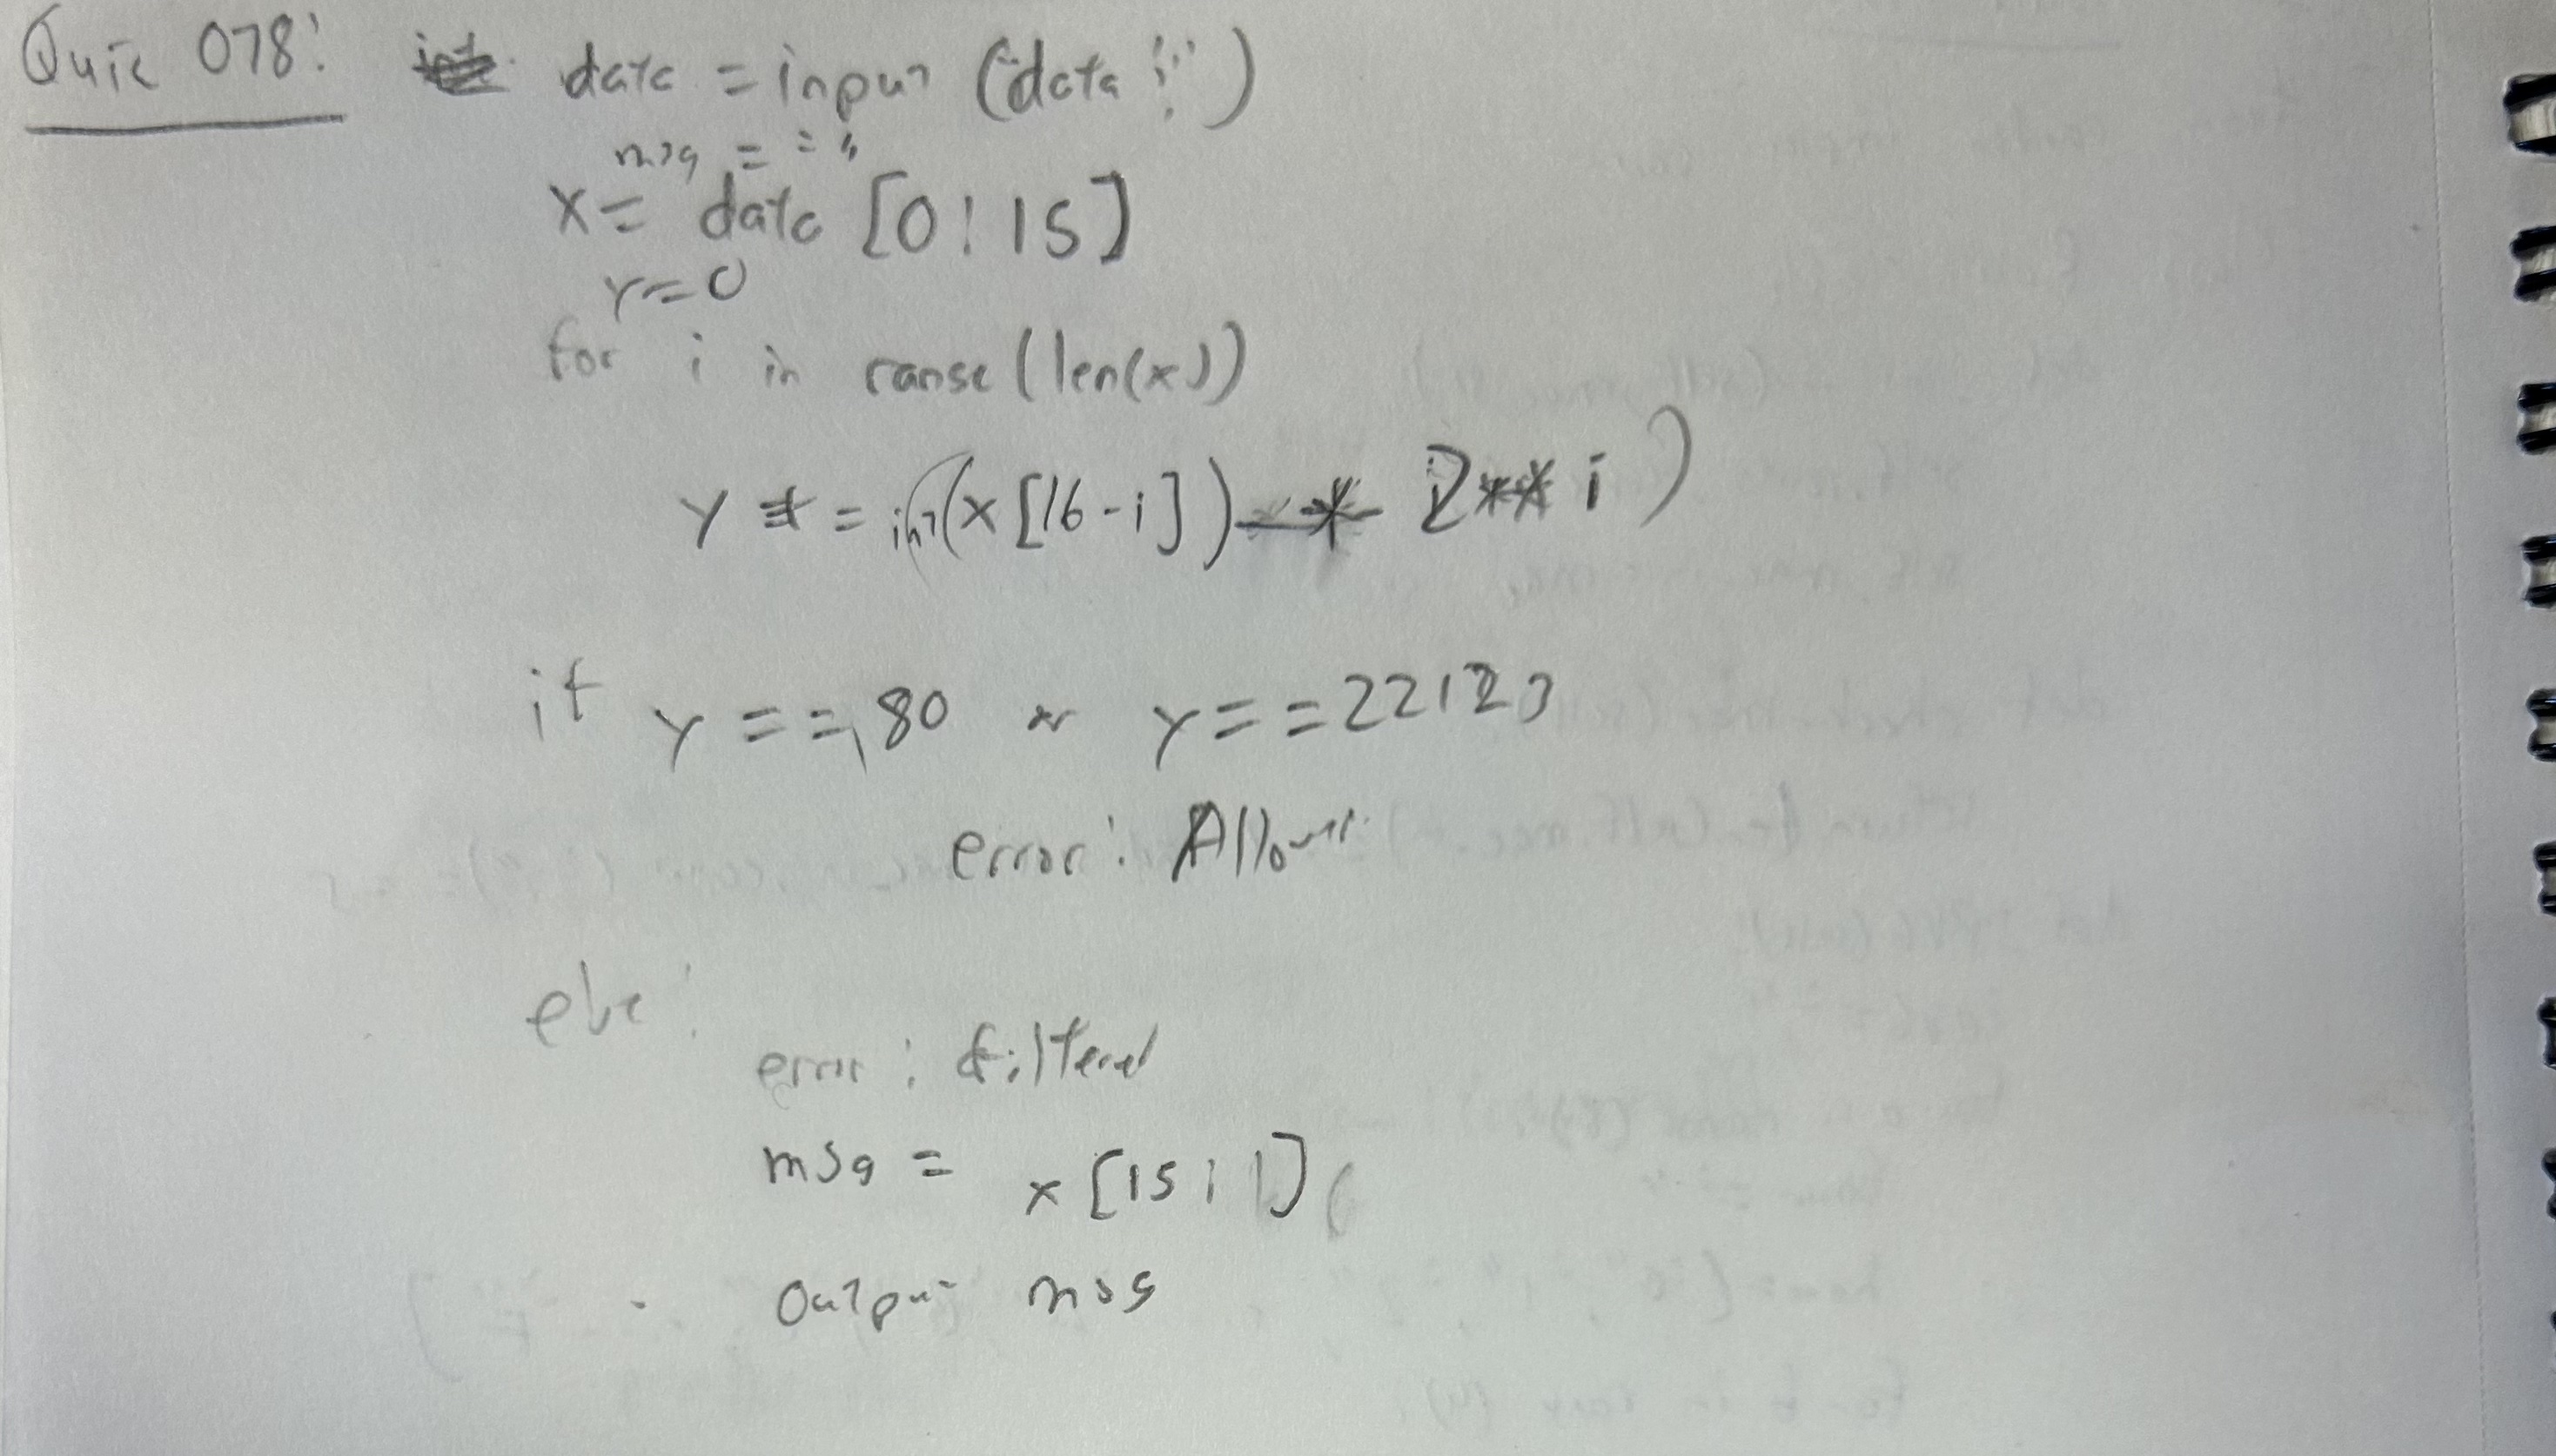 Quiz 078:
data = input ("data:")
msg = ""
x = data [0:15]
y=0
for i in range (len(x))
y += int(x[16-i]) * 2**i)
if y == 80 or y == 22123
error: Allowed
else:
error: filtered
msg = x [15:]
output msg